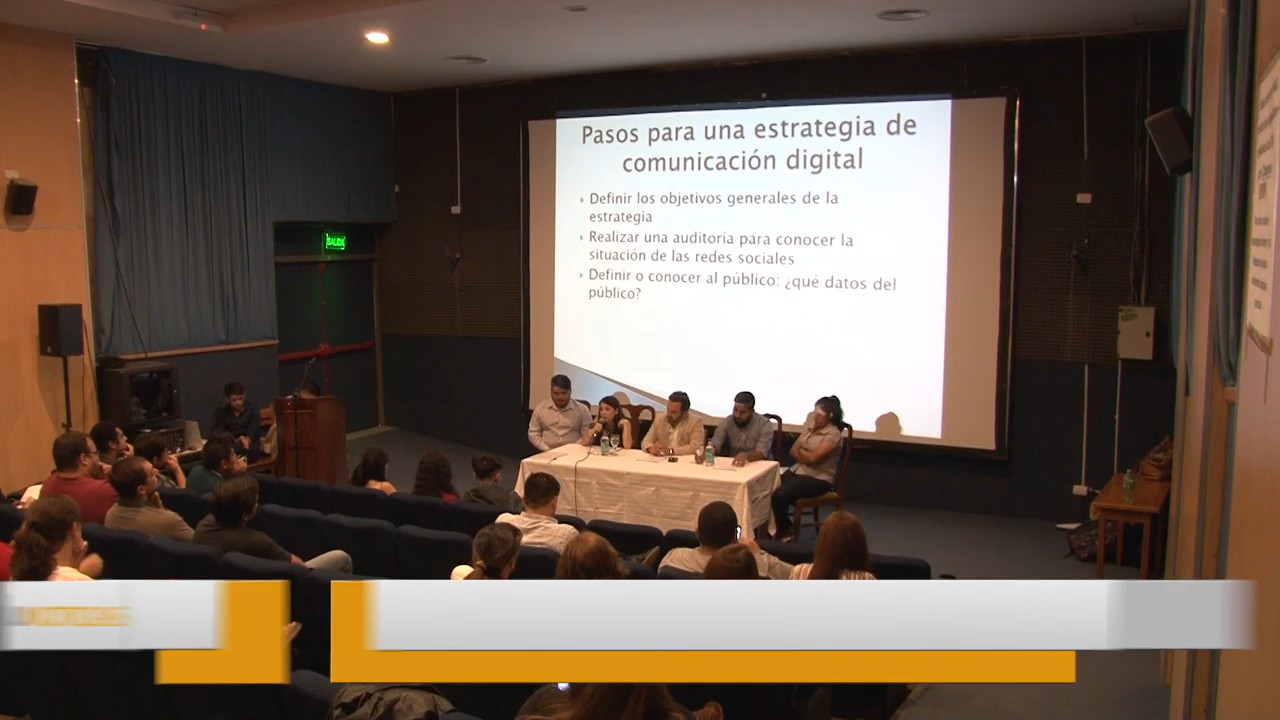 Pasos para una estrategia de
comunicación digital
Definir los objetivos generales de la
estrategia
Realizar una auditoría para conocer la
situación de las redes sociales
Definir o conocer al público: ¿qué datos del
público?
SALIDA